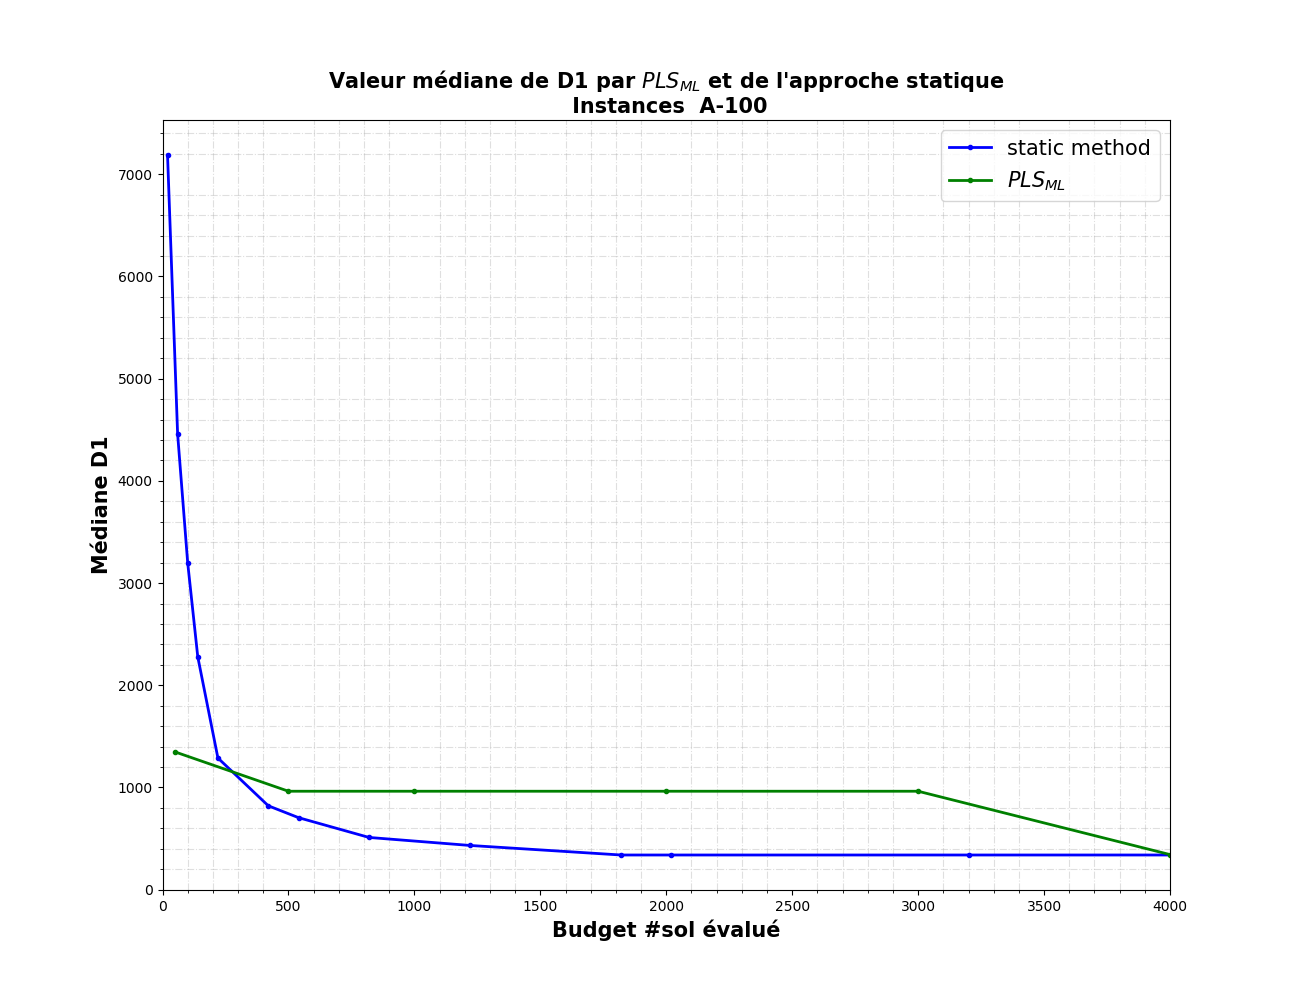 Valeur médiane de D1 par PLS_ML et de l'approche statique
Instances  A-100
static method
PLS_ML
7000
6000
5000
4000
3000
2000
1000
0
Médiane D1
0 500 1000 1500 2000 2500 3000 3500 4000
Budget #sol évalué